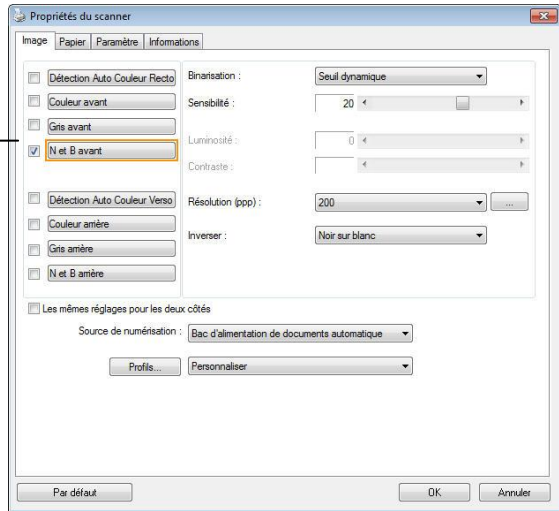 Propriétés du scanner
Image Papier Paramètre Informations
Détection Auto Couleur Recto Binarisation : Seuil dynamique
Couleur avant Sensibilité : 20
Gris avant
N et B avant Luminosité : 0
Contraste :
Détection Auto Couleur Verso Résolution (ppp) : 200 ...
Couleur arrière
Gris arrière Inverser : Noir sur blanc
N et B arrière
Les mêmes réglages pour les deux côtés
Source de numérisation : Bac d'alimentation de documents automatique
Profils... Personnaliser
Par défaut OK Annuler